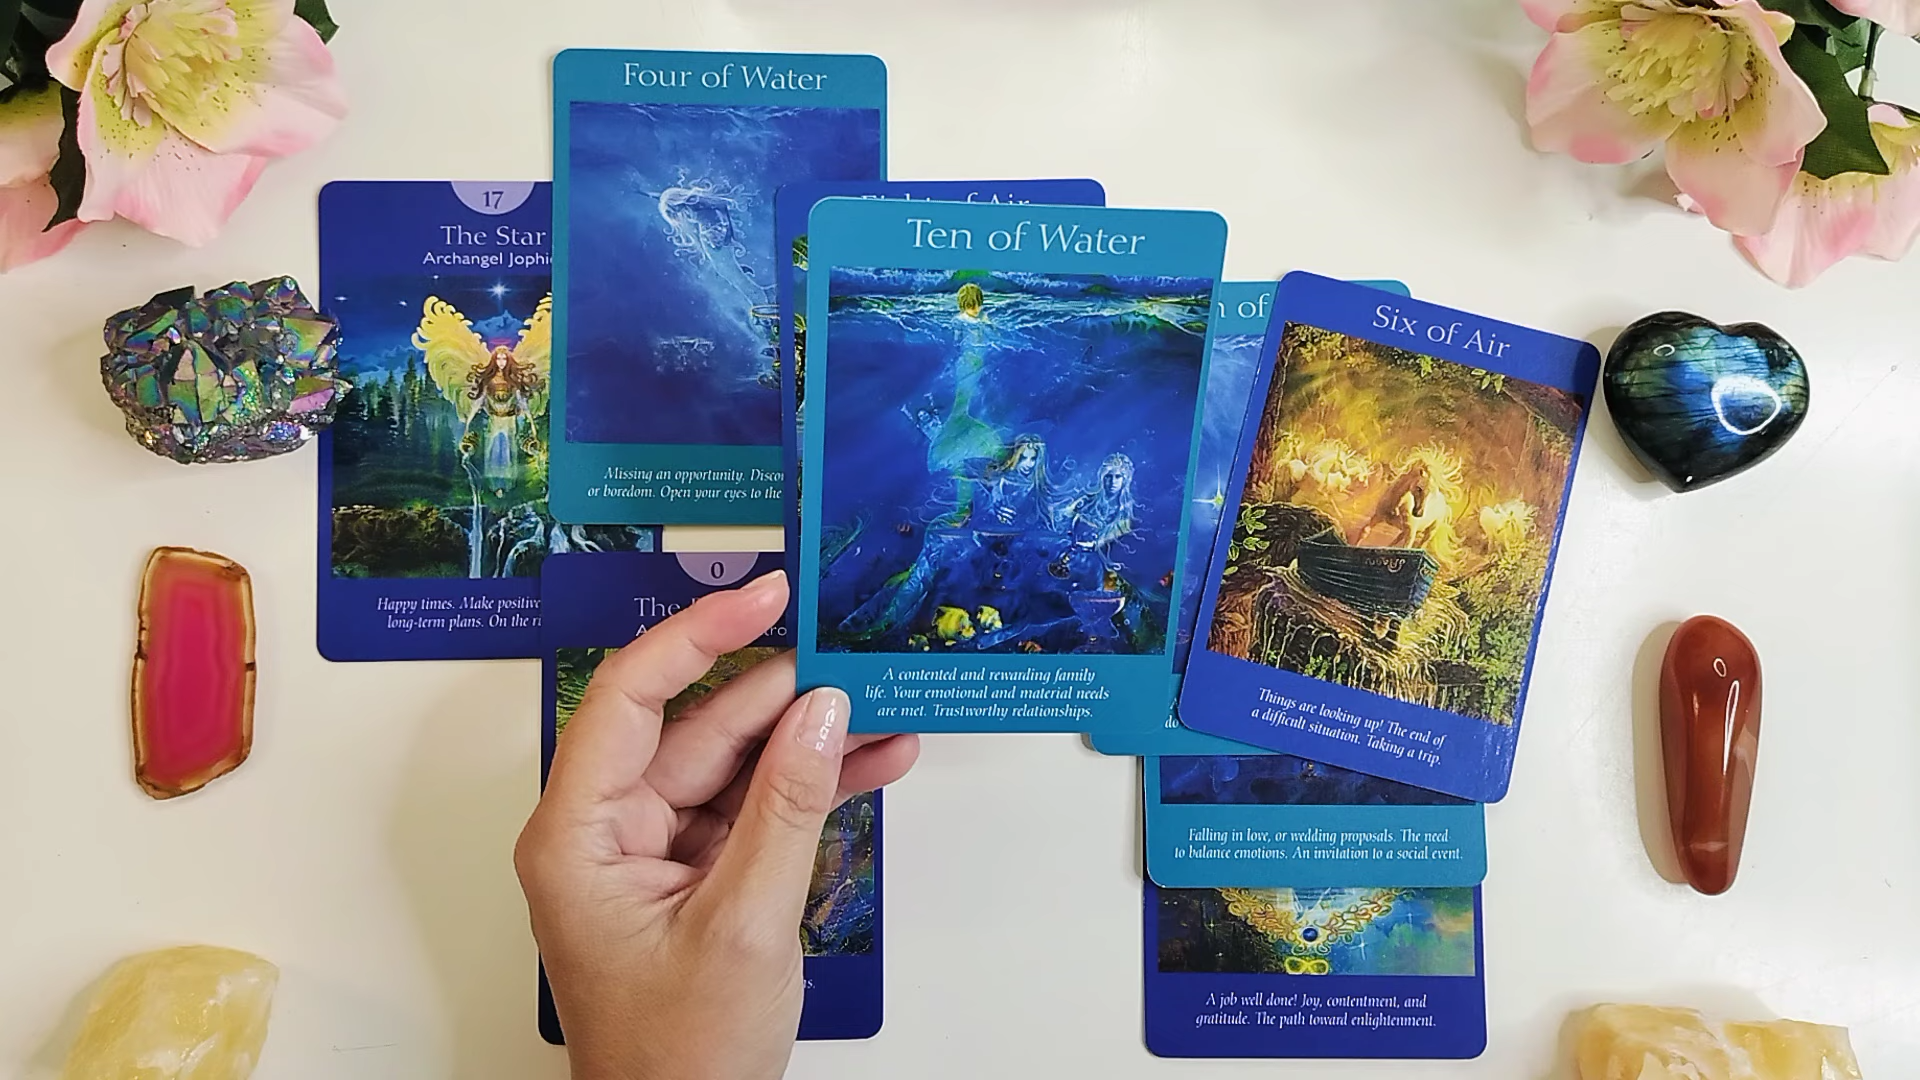 Four of Water
Missing an opportunity.
or boredom. Open your eyes to the
17
The Star
Archangel
Happy times. Make positive
long-term plans. On the
of Air
Ten of Water
A contented and rewarding family
life. Your emotional and material needs
are met. Trustworthy relationships.
of
Six of Air
Things are looking up! The end of
a difficult situation. Taking a trip.
0
The
Falling in love, or wedding proposals. The need
to balance emotions. An invitation to a social event.
A job well done! Joy, contentment, and
gratitude. The path toward enlightenment.